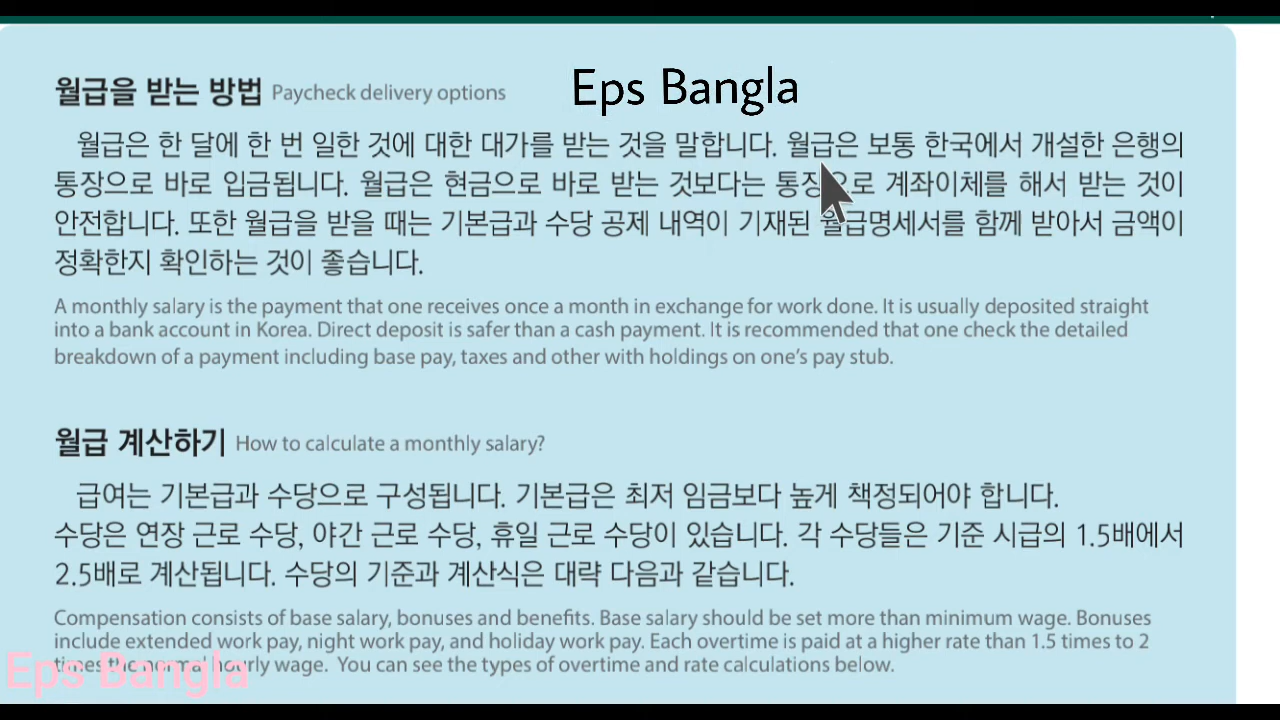 월급을 받는 방법 Paycheck delivery options
Eps Bangla
월급은 한 달에 한 번 일한 것에 대한 대가를 받는 것을 말합니다. 월급은 보통 한국에서 개설한 은행의
통장으로 바로 입금됩니다. 월급은 현금으로 바로 받는 것보다는 통장으로 계좌이체를 해서 받는 것이
안전합니다. 또한 월급을 받을 때는 기본급과 수당 공제 내역이 기재된 월급명세서를 함께 받아서 금액이
정확한지 확인하는 것이 좋습니다.
A monthly salary is the payment that one receives once a month in exchange for work done. It is usually deposited straight
into a bank account in Korea. Direct deposit is safer than a cash payment. It is recommended that one check the detailed
breakdown of a payment including base pay, taxes and other with holdings on one's pay stub.
월급 계산하기 How to calculate a monthly salary?
급여는 기본급과 수당으로 구성됩니다. 기본급은 최저 임금보다 높게 책정되어야 합니다.
수당은 연장 근로 수당, 야간 근로 수당, 휴일 근로 수당이 있습니다. 각 수당들은 기준 시급의 1.5배에서
2.5배로 계산됩니다. 수당의 기준과 계산식은 대략 다음과 같습니다.
Compensation consists of base salary, bonuses and benefits. Base salary should be set more than minimum wage. Bonuses
include extended work pay, night work pay, and holiday work pay. Each overtime is paid at a higher rate than 1.5 times to 2
times the normal hourly wage. You can see the types of overtime and rate calculations below.
Eps Bangla